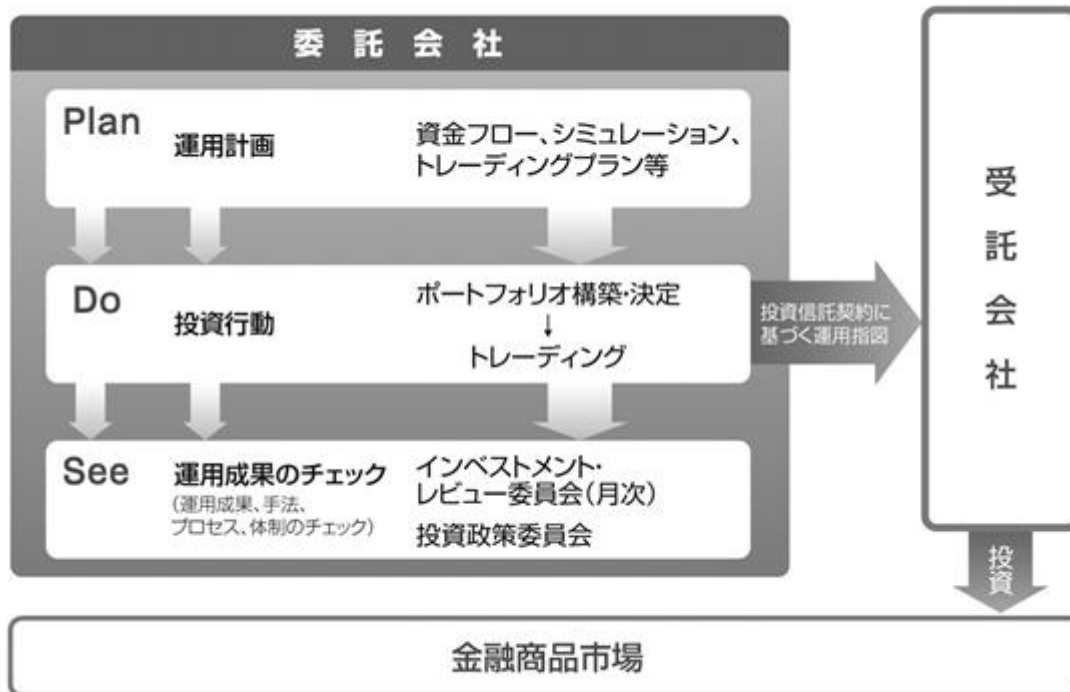 委託会社
Plan
運用計画
資金フロー、シミュレーション、
トレーディングプラン等
Do
投資行動
ポートフォリオ構築・決定
↓
トレーディング
See
運用成果のチェック
(運用成果、手法、
プロセス、体制のチェック)
インベストメント・
レビュー委員会(月次)
投資政策委員会
投資信託契約に
基づく運用指図
受託会社
投資
金融商品市場